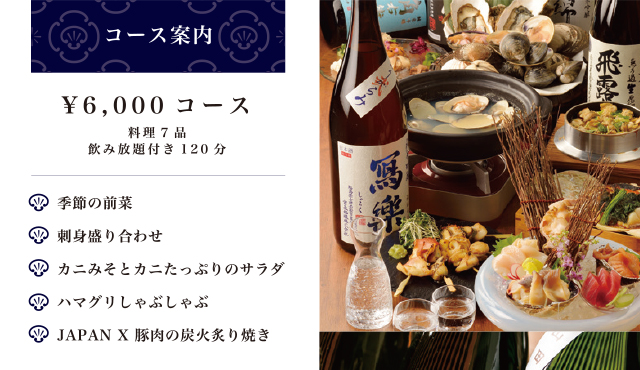 コース案内
¥6,000コース
料理7品
飲み放題付き120分
季節の前菜
刺身盛り合わせ
カニみそとカニたっぷりのサラダ
ハマグリしゃぶしゃぶ
JAPAN X 豚肉の炭火炙り焼き
寫樂
しゃらく
飛露